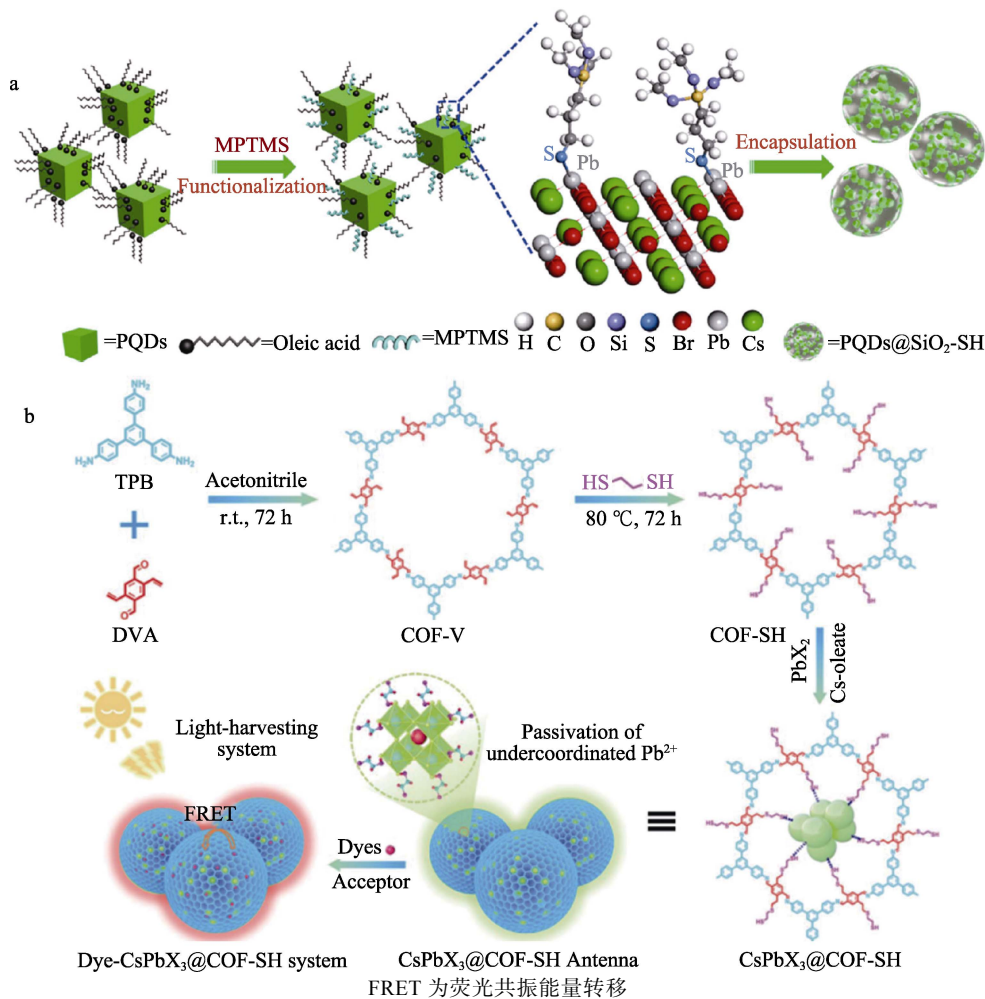 a
MPTMS
Functionalization
S
Pb
S
Pb
Encapsulation
=PQDs
=Oleic acid
=MPTMS
H
C
O
Si
S
Br
Pb
Cs
=PQDs@SiO₂-SH
b
NH₂
H₂N
NH₂
TPB
DVA
O
O
Acetonitrile
r.t., 72 h
COF-V
HS
SH
80 ℃, 72 h
COF-SH
PbX₂
Cs-oleate
Light-harvesting
system
Passivation of
undercoordinated Pb²⁺
FRET
Dyes
Acceptor
Dye-CsPbX₃@COF-SH system
CsPbX₃@COF-SH Antenna
CsPbX₃@COF-SH
FRET 为荧光共振能量转移